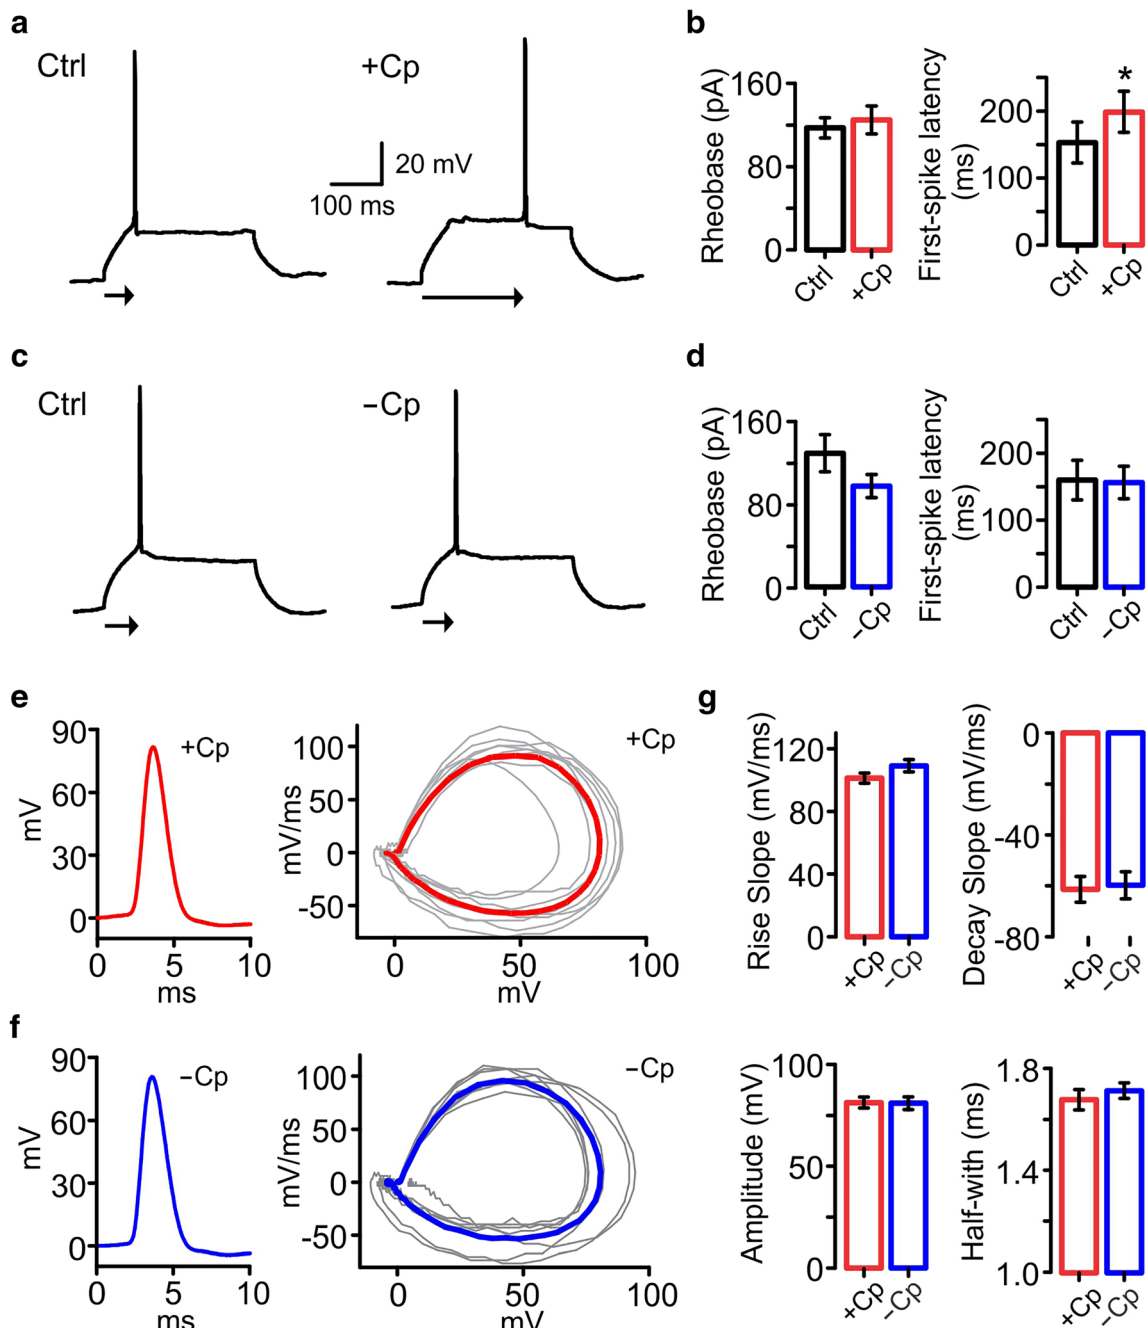 a
Ctrl
+Cp
20 mV
100 ms
b
Rheobase (pA)
160
80
0
Ctrl
+Cp
First-spike latency
(ms)
200
100
0
*
Ctrl
+Cp
c
Ctrl
−Cp
d
Rheobase (pA)
160
80
0
Ctrl
−Cp
First-spike latency
(ms)
200
100
0
Ctrl
−Cp
e
mV
90
60
30
0
+Cp
0 5 10
ms
mV/ms
100
50
0
-50
+Cp
0 50 100
mV
f
mV
90
60
30
0
−Cp
0 5 10
ms
mV/ms
100
50
0
-50
−Cp
0 50 100
mV
g
Rise Slope (mV/ms)
120
80
40
0
+Cp
−Cp
Decay Slope (mV/ms)
0
-40
-80
+Cp
−Cp
Amplitude (mV)
100
50
0
+Cp
−Cp
Half-with (ms)
1.8
1.4
1.0
+Cp
−Cp